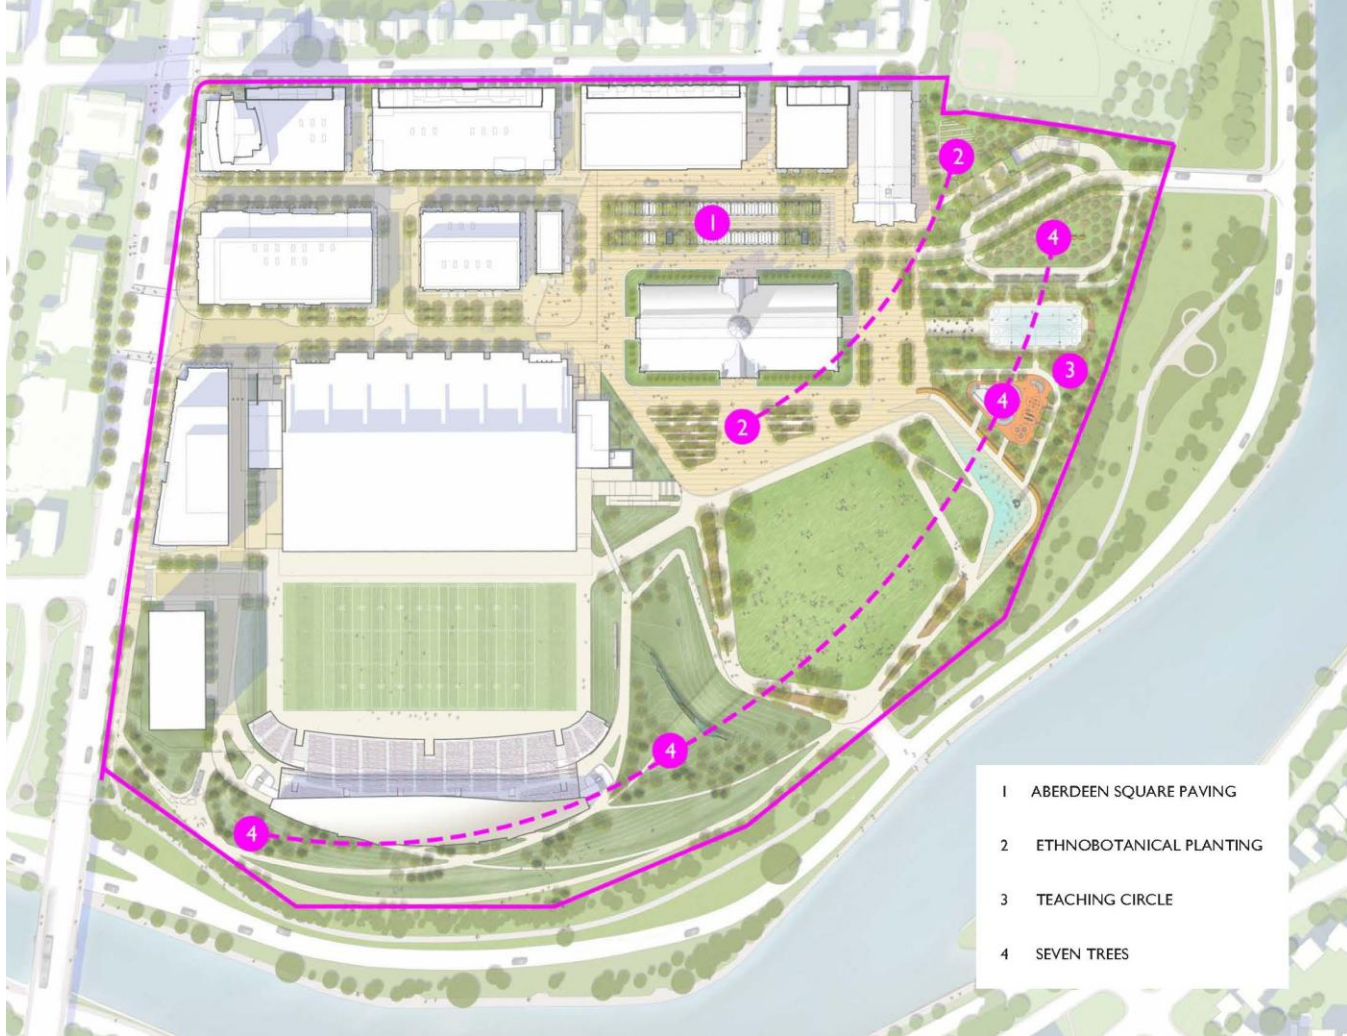 2
1
4
3
4
2
4
4
1 ABERDEEN SQUARE PAVING
2 ETHNOBOTANICAL PLANTING
3 TEACHING CIRCLE
4 SEVEN TREES